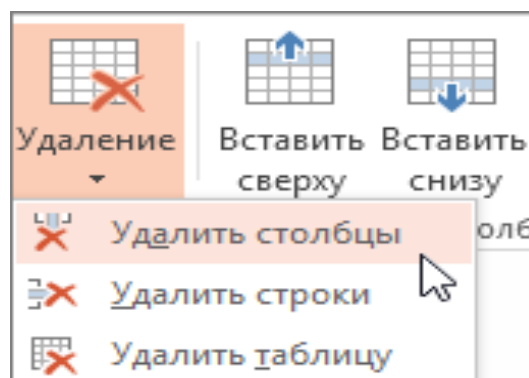 Удаление
Вставить сверху
Вставить снизу
Удалить столбцы
Удалить строки
Удалить таблицу